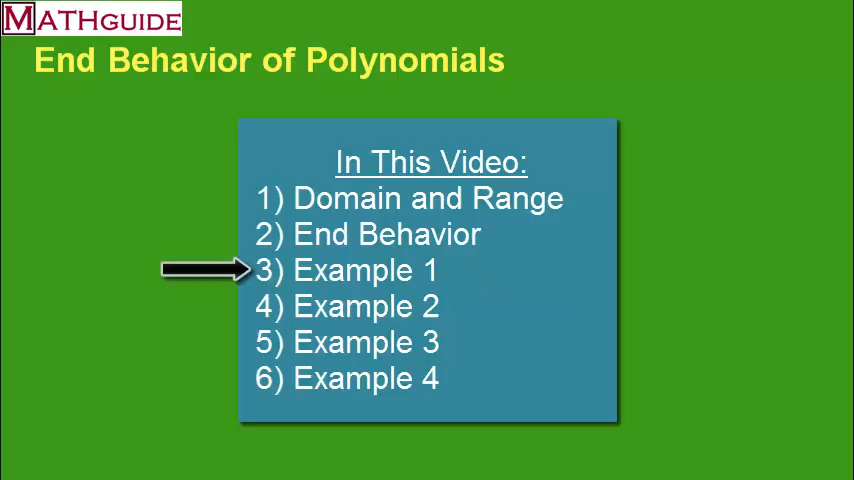 MATHGUIDE
End Behavior of Polynomials
In This Video:
1) Domain and Range
2) End Behavior
3) Example 1
4) Example 2
5) Example 3
6) Example 4